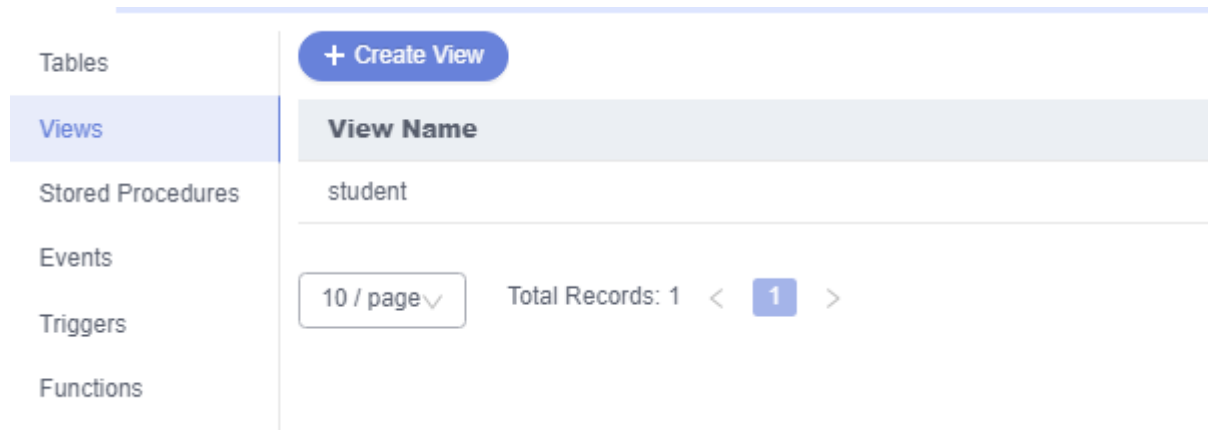 Tables
Views
Stored Procedures
Events
Triggers
Functions
+ Create View
View Name
student
10 / page
Total Records: 1 < 1 >